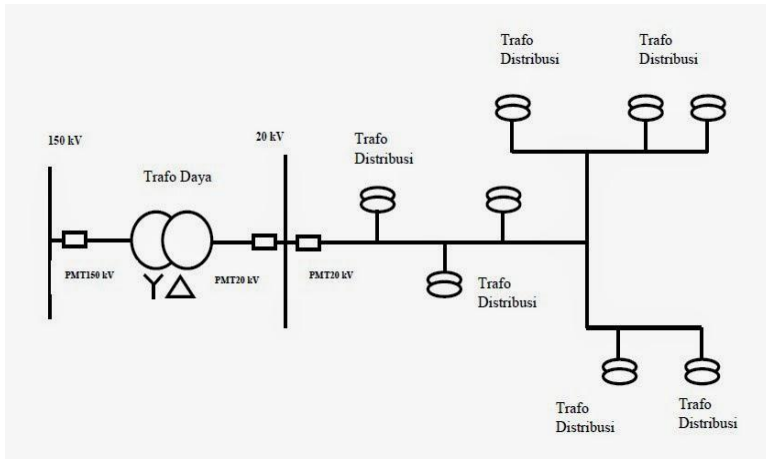 Trafo
Distribusi
Trafo
Distribusi
150 kV
20 kV
Trafo
Distribusi
Trafo Daya
PMT150 kV
PMT20 kV
PMT20 kV
Trafo
Distribusi
Trafo
Distribusi
Trafo
Distribusi